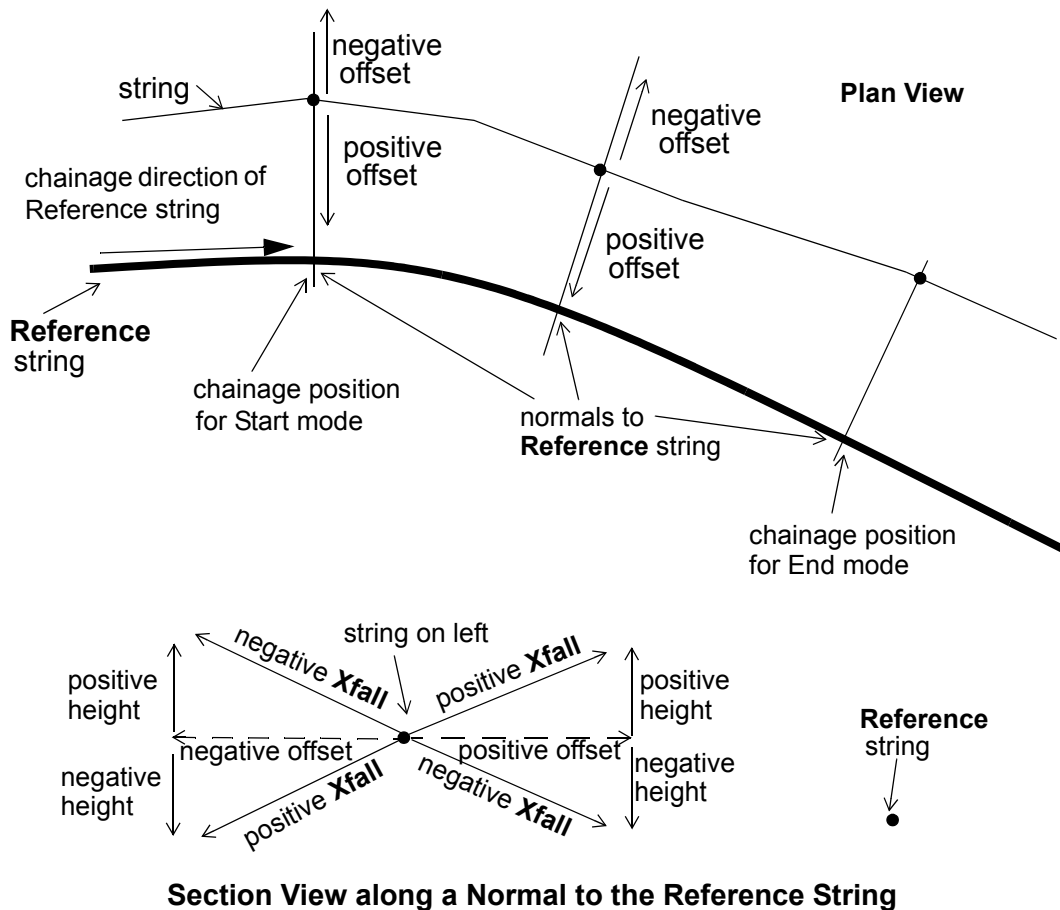 negative
offset
string
Plan View
negative
offset
positive
offset
chainage direction of
Reference string
positive
offset
Reference
string
chainage position
for Start mode
normals to
Reference string
chainage position
for End mode
string on left
negative Xfall
positive Xfall
positive
height
positive
height
Reference
string
negative offset
positive offset
negative
height
positive Xfall
negative Xfall
negative
height
Section View along a Normal to the Reference String